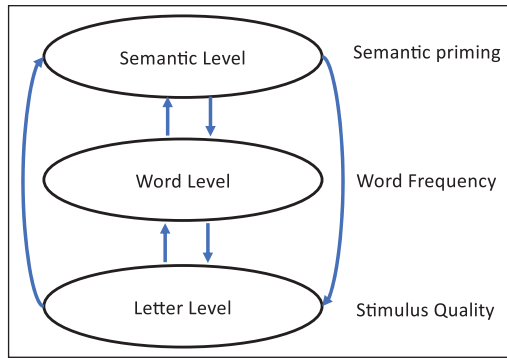 Semantic Level
Semantic priming
Word Level
Word Frequency
Letter Level
Stimulus Quality